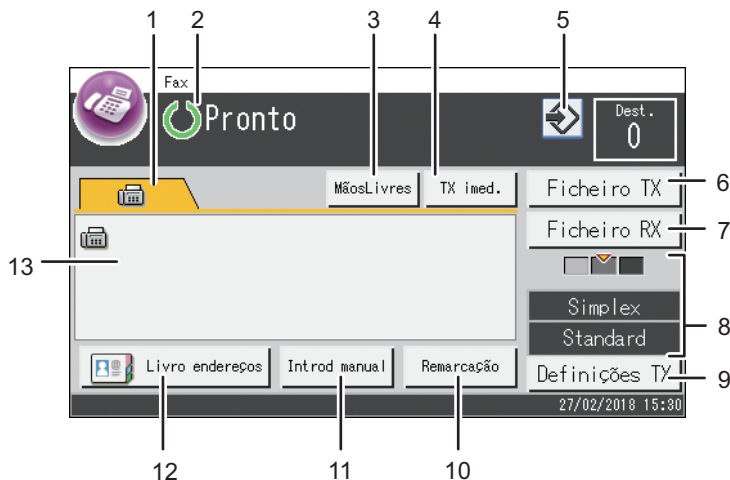 1 2 3 4 5
Fax
Pronto
Dest.
0
MãosLivres TX imed. Ficheiro TX 6
Ficheiro RX 7
13
Simplex
8
Standard
Livro endereços Introd manual Remarcação Definições TX 9
27/02/2018 15:30
12 11 10